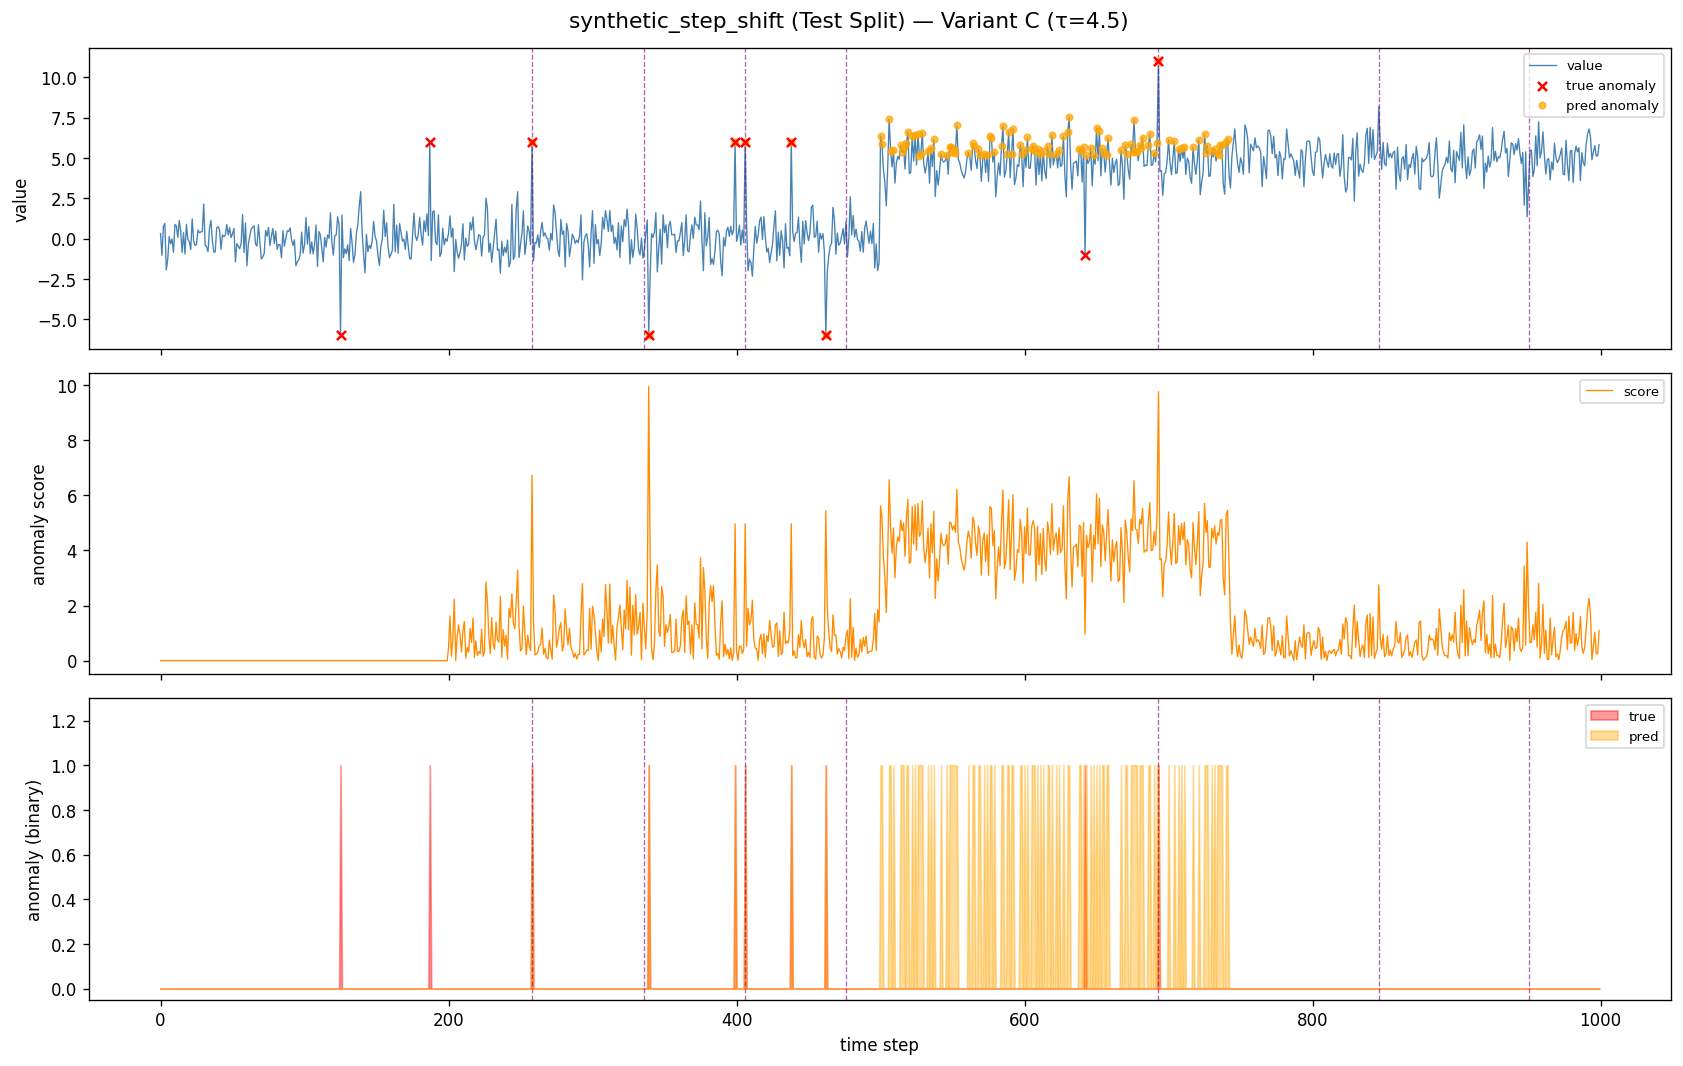 synthetic_step_shift (Test Split) — Variant C (τ=4.5)
value
10.0
7.5
5.0
2.5
0.0
−2.5
−5.0
value
true anomaly
pred anomaly
anomaly score
10
8
6
4
2
0
score
anomaly (binary)
1.2
1.0
0.8
0.6
0.4
0.2
0.0
true
pred
0
200
400
600
800
1000
time step